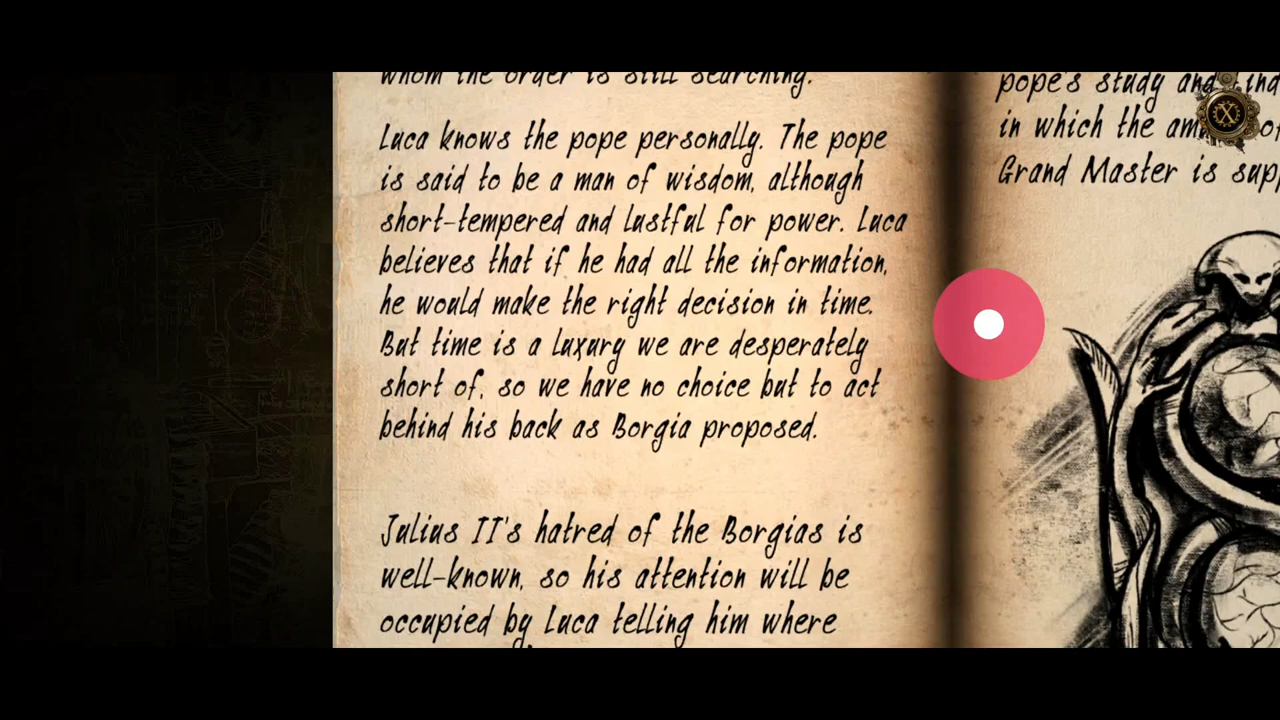 whom the order is still searching.
Luca knows the pope personally. The pope
is said to be a man of wisdom, although
short-tempered and lustful for power. Luca
believes that if he had all the information,
he would make the right decision in time.
But time is a luxury we are desperately
short of, so we have no choice but to act
behind his back as Borgia proposed.
Julius II's hatred of the Borgias is
well-known, so his attention will be
occupied by Luca telling him where
pope's study and
in which the
Grand Master is
X